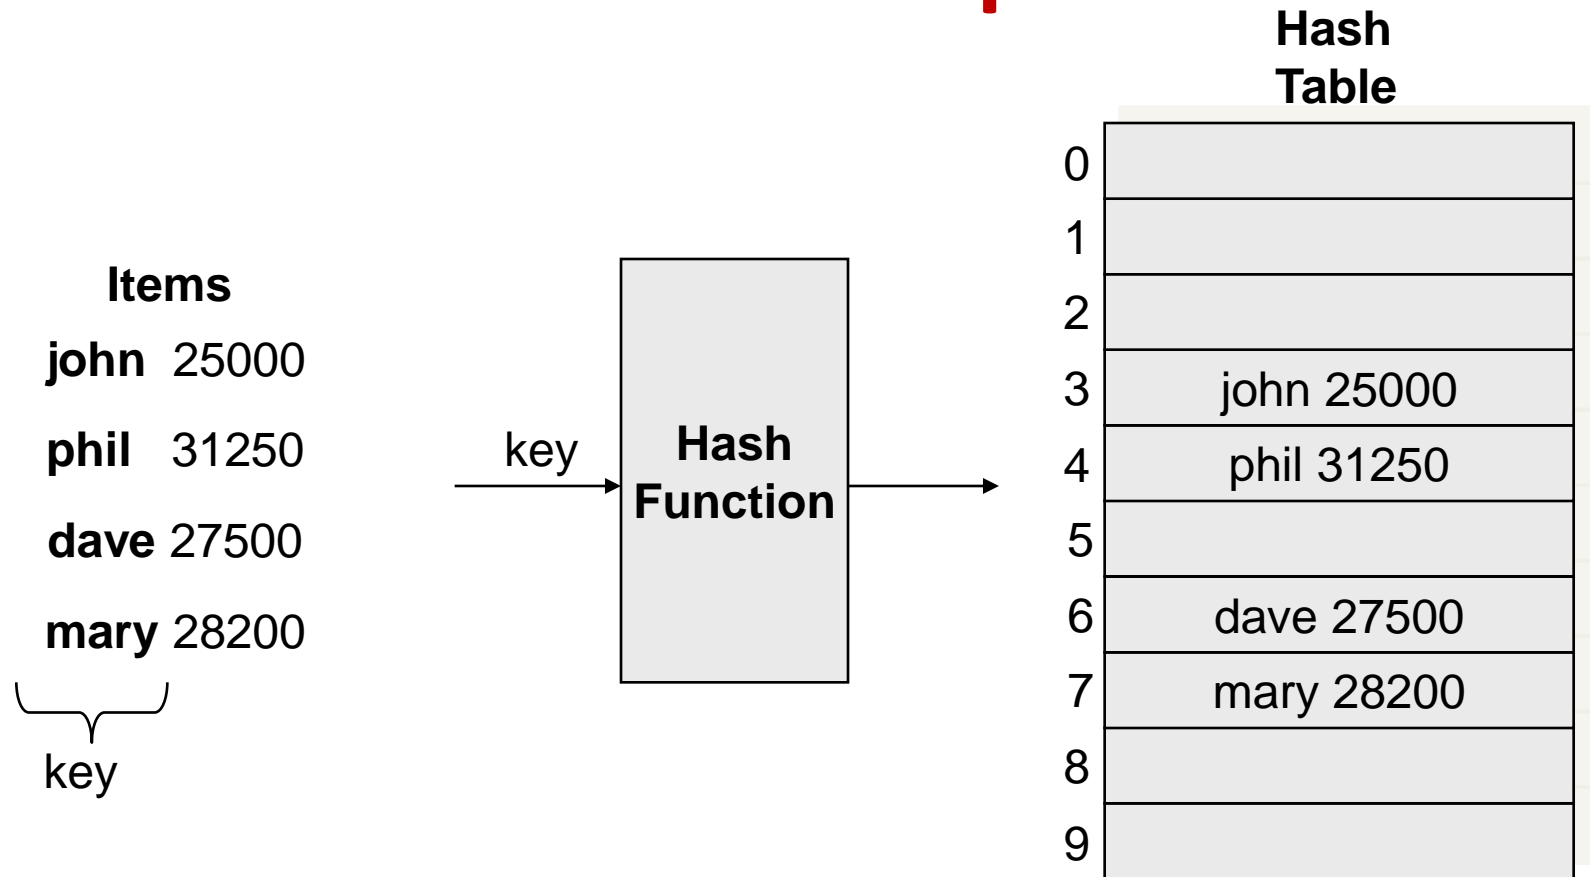 Hash
Table
Items
john 25000
phil 31250
dave 27500
mary 28200
key
key
Hash
Function
0
1
2
3 john 25000
4 phil 31250
5
6 dave 27500
7 mary 28200
8
9